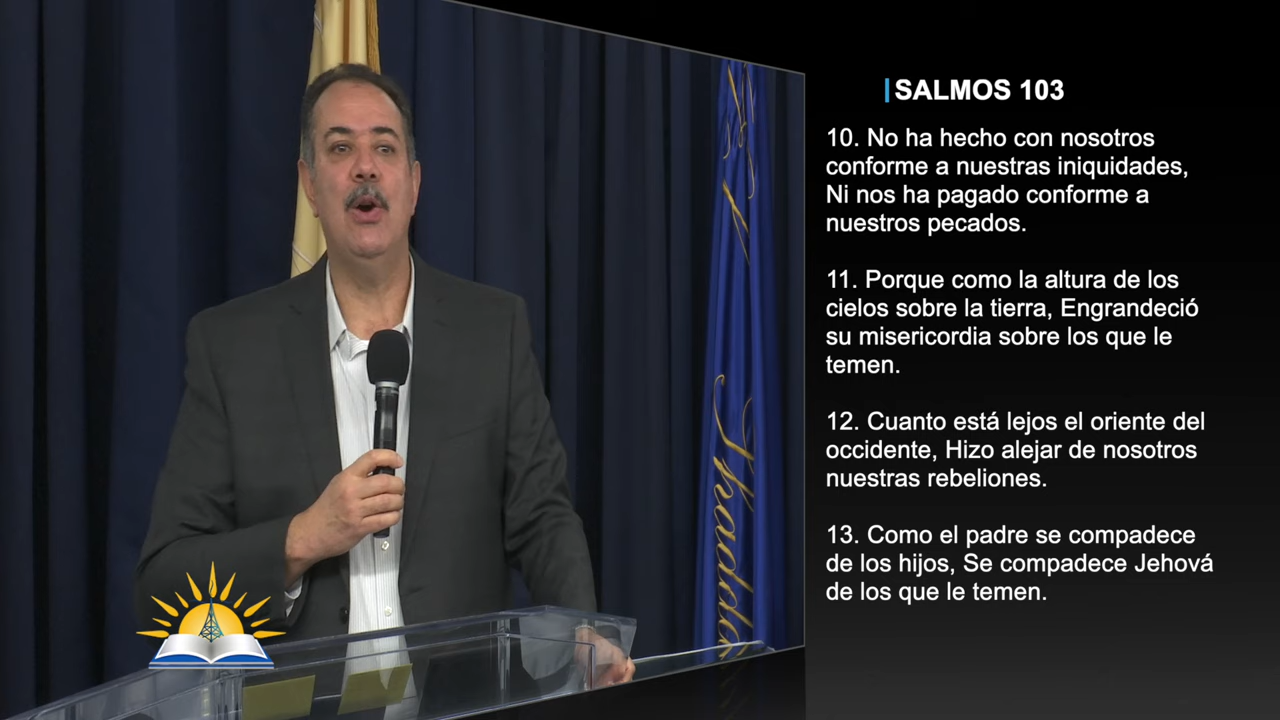 SALMOS 103
10. No ha hecho con nosotros
conforme a nuestras iniquidades,
Ni nos ha pagado conforme a
nuestros pecados.
11. Porque como la altura de los
cielos sobre la tierra, Engrandeció
su misericordia sobre los que le
temen.
12. Cuanto está lejos el oriente del
occidente, Hizo alejar de nosotros
nuestras rebeliones.
13. Como el padre se compadece
de los hijos, Se compadece Jehová
de los que le temen.